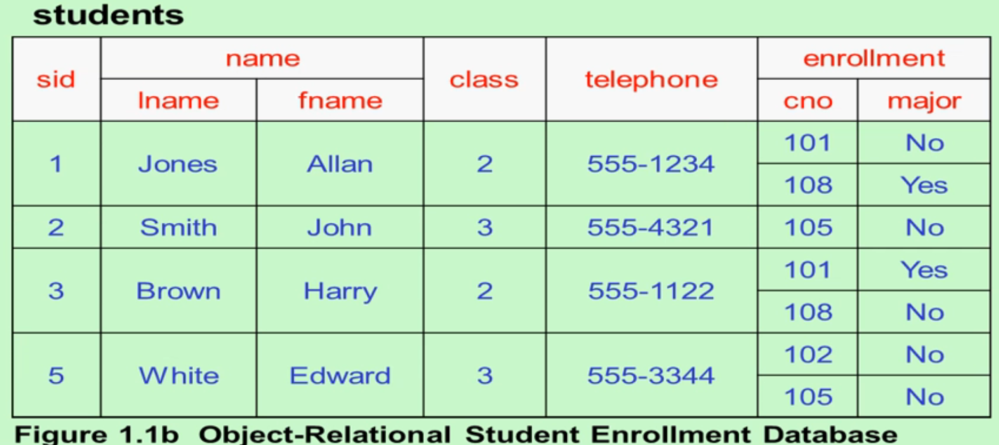 students
sid name class telephone enrollment
lname fname cno major
1 Jones Allan 2 555-1234 101 No
108 Yes
2 Smith John 3 555-4321 105 No
3 Brown Harry 2 555-1122 101 Yes
108 No
5 White Edward 3 555-3344 102 No
105 No
Figure 1.1b Object-Relational Student Enrollment Database